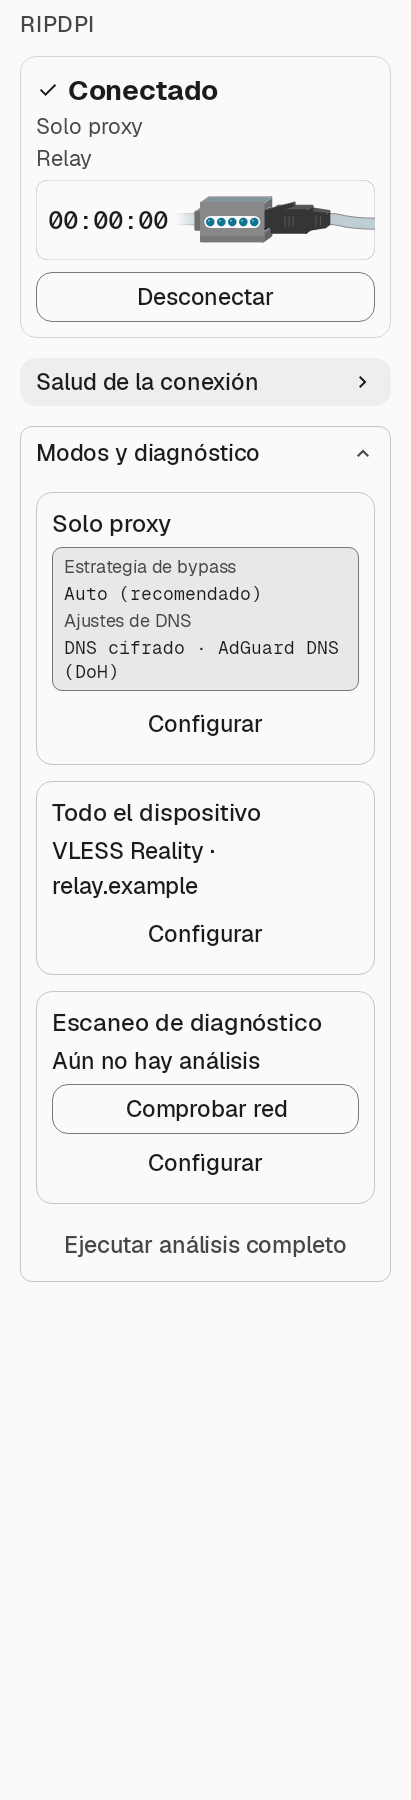 RIPDPI
Conectado
Solo proxy
Relay
00:00:00
Desconectar
Salud de la conexión
Modos y diagnóstico
Solo proxy
Estrategia de bypass
Auto (recomendado)
Ajustes de DNS
DNS cifrado · AdGuard DNS
(DoH)
Configurar
Todo el dispositivo
VLESS Reality ·
relay.example
Configurar
Escaneo de diagnóstico
Aún no hay análisis
Comprobar red
Configurar
Ejecutar análisis completo